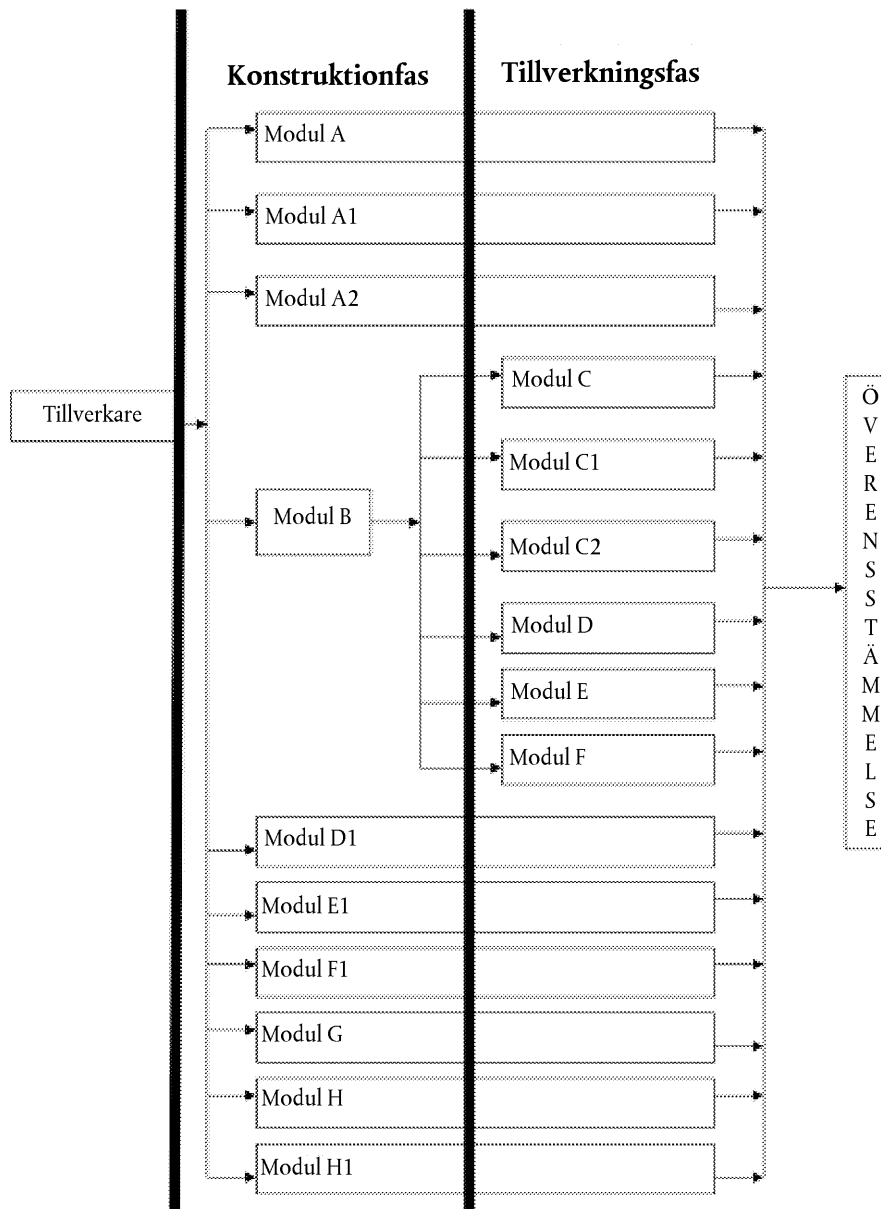 Konstruktionfas
Tillverkningsfas
Modul A
Modul A1
Modul A2
Tillverkare
Modul B
Modul C
Modul C1
Modul C2
Modul D
Modul E
Modul F
Modul D1
Modul E1
Modul F1
Modul G
Modul H
Modul H1
Ö
V
E
R
E
N
S
S
T
Ä
M
M
E
L
S
E